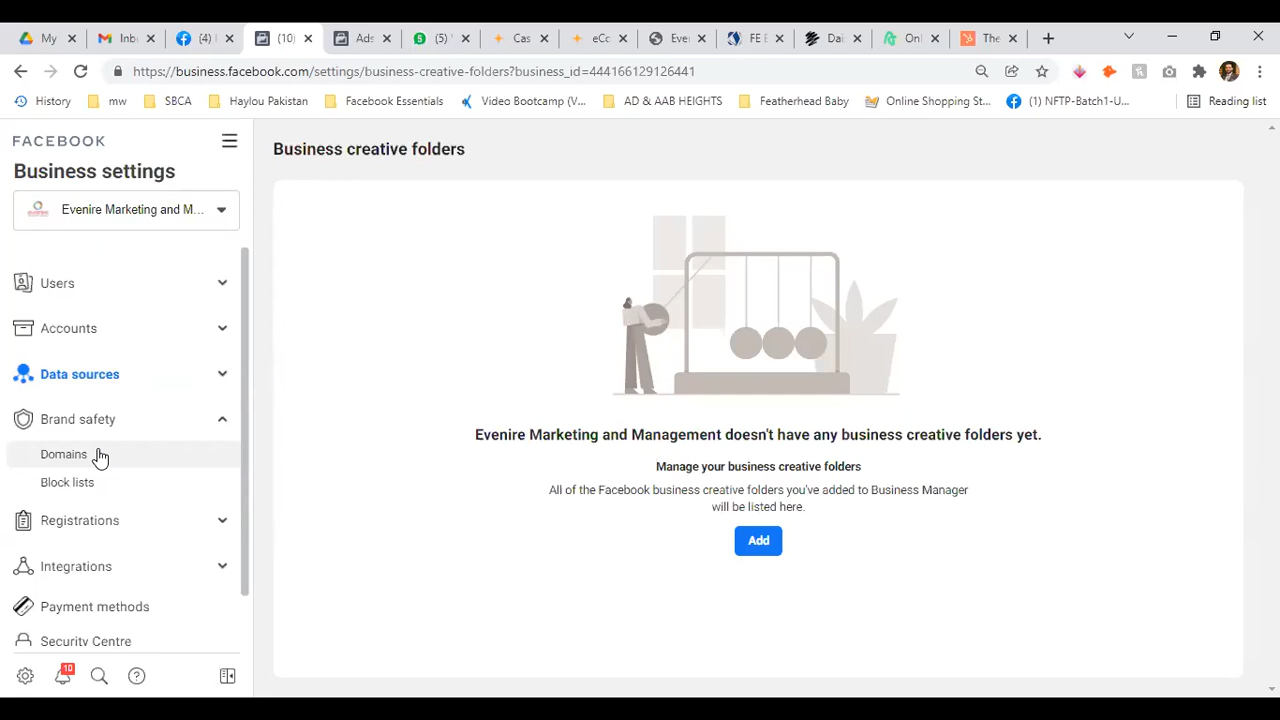 My
Inb
(4)
(10)
Ads
(5)
Cas
eCc
Ever
FE E
Dai
Onl
The
https://business.facebook.com/settings/business-creative-folders?business_id=444166129126441
History
mw
SBCA
Haylou Pakistan
Facebook Essentials
Video Bootcamp (V...
AD & AAB HEIGHTS
Featherhead Baby
Online Shopping St...
(1) NFTP-Batch1-U...
Reading list
FACEBOOK
Business settings
Evenire Marketing and M...
Users
Accounts
Data sources
Brand safety
Domains
Block lists
Registrations
Integrations
Payment methods
Security Centre
10
Business creative folders
Evenire Marketing and Management doesn't have any business creative folders yet.
Manage your business creative folders
All of the Facebook business creative folders you've added to Business Manager
will be listed here.
Add